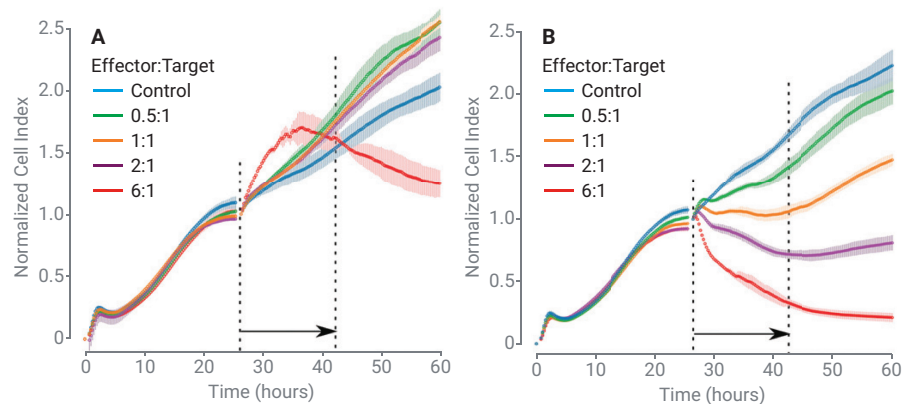 A
Effector:Target
Control
0.5:1
1:1
2:1
6:1
Normalized Cell Index
2.5
2.0
1.5
1.0
0.5
0
0 10 20 30 40 50 60
Time (hours)
B
Effector:Target
Control
0.5:1
1:1
2:1
6:1
Normalized Cell Index
2.5
2.0
1.5
1.0
0.5
0
0 10 20 30 40 50 60
Time (hours)